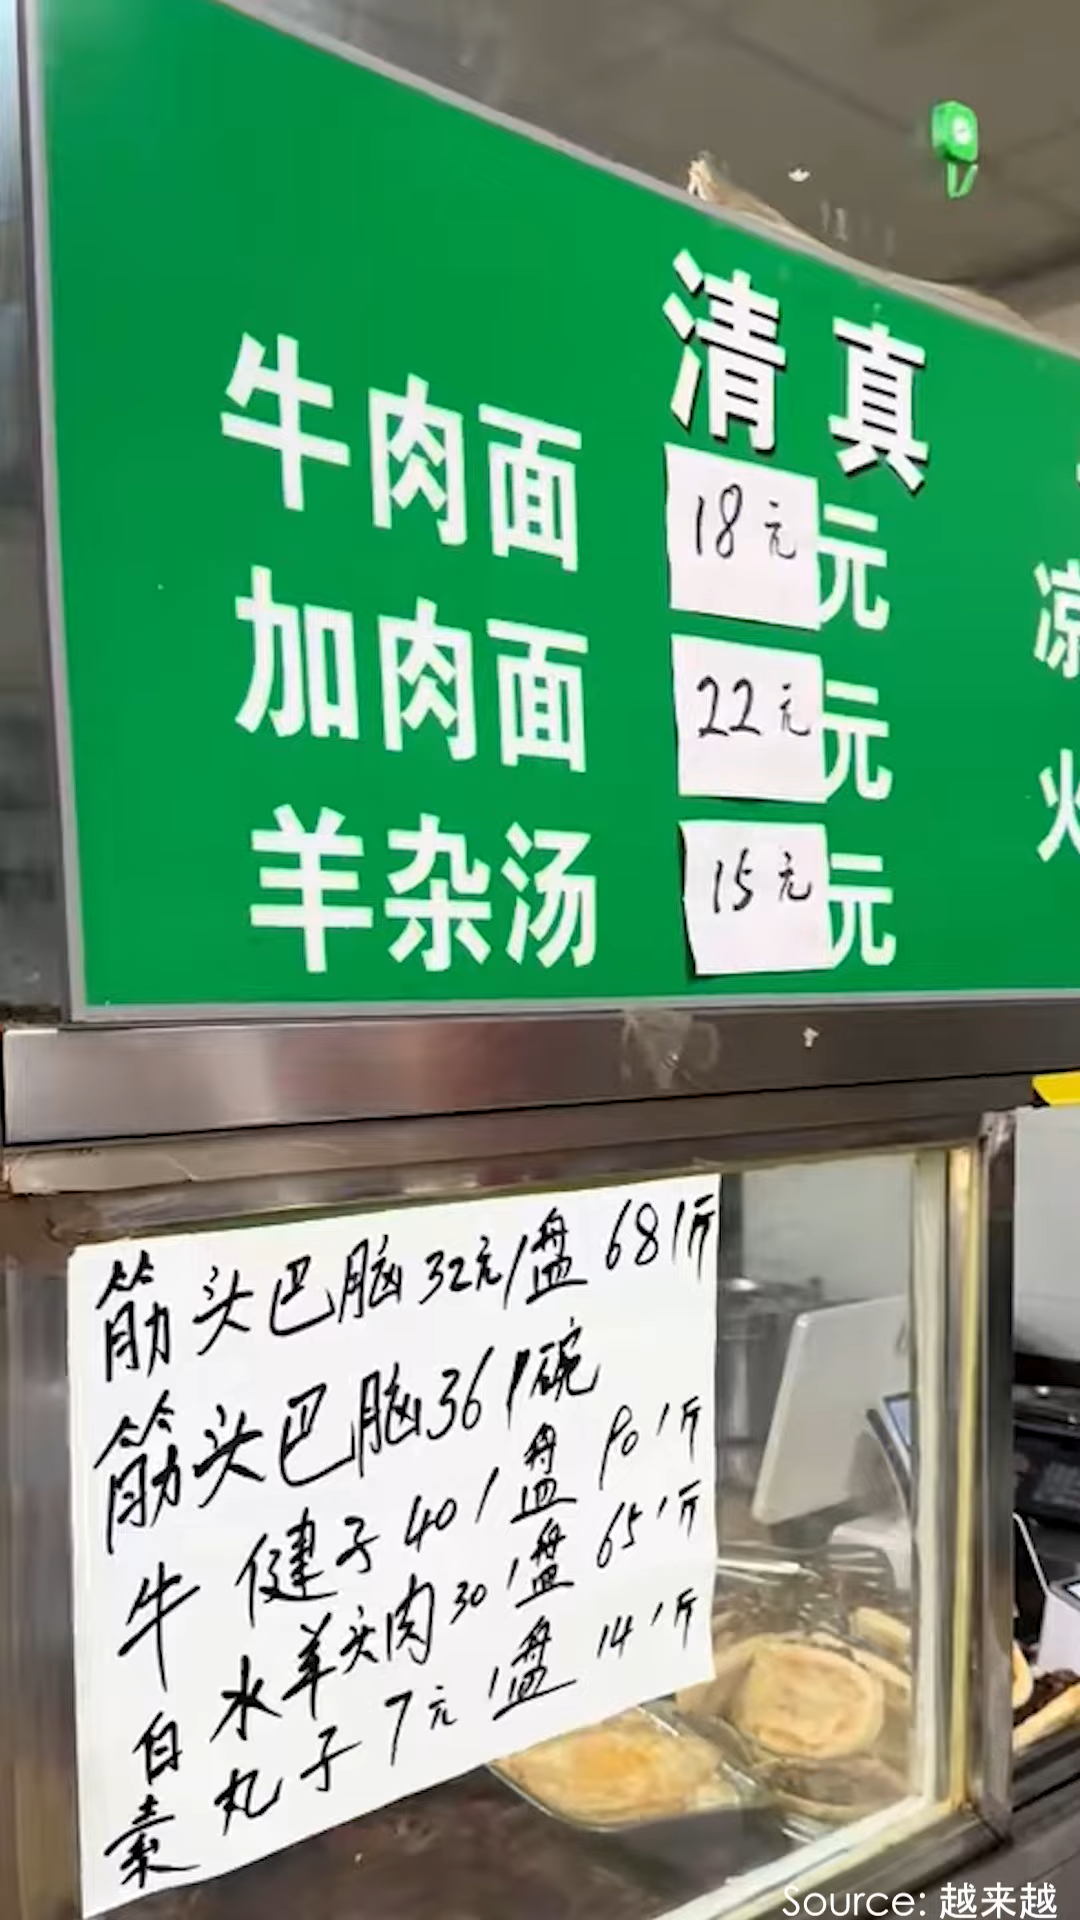 清真
牛肉面 18元 元
加肉面 22元 元
羊杂汤 15元 元
凉
火
筋头巴脑32元/盘 68/斤
筋头巴脑36/碗
牛健子40/盘 90/斤
白水羊头肉30/盘 65/斤
素丸子7元/盘 14/斤
Source: 越来越